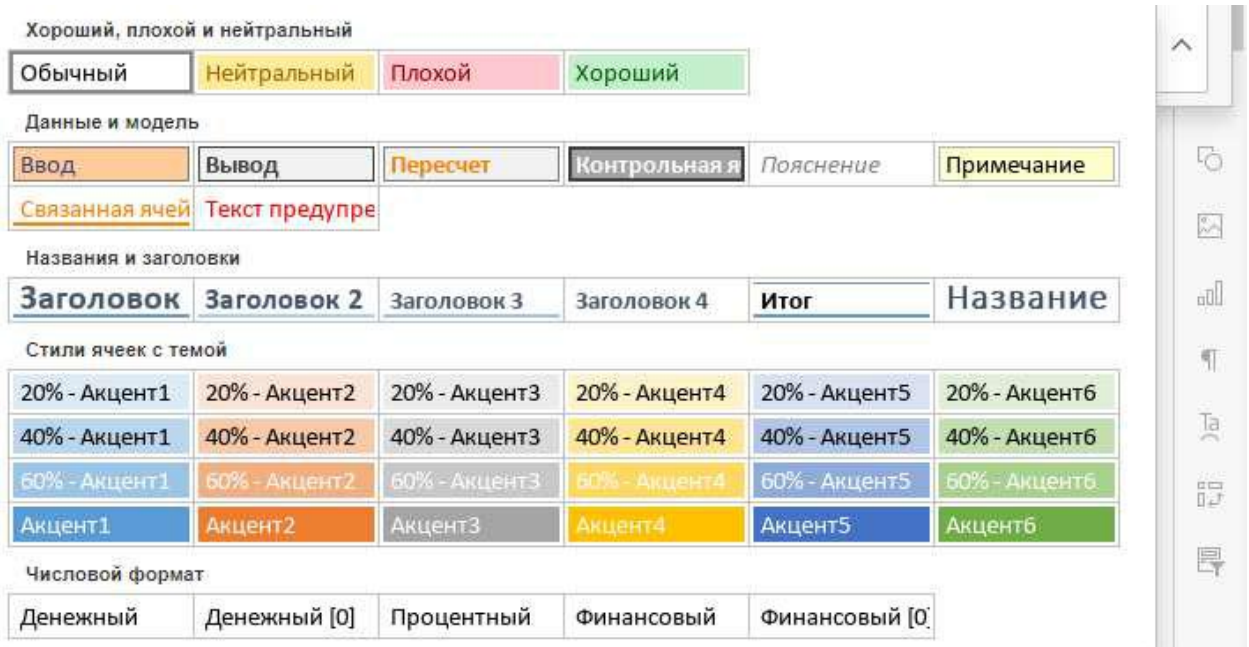 Хороший, плохой и нейтральный
Обычный Нейтральный Плохой Хороший
Данные и модель
Ввод Вывод Пересчет Контрольная я Пояснение Примечание
Связанная ячей Текст предупре
Названия и заголовки
Заголовок Заголовок 2 Заголовок 3 Заголовок 4 Итог Название
Стили ячеек с темой
20% - Акцент1 20% - Акцент2 20% - Акцент3 20% - Акцент4 20% - Акцент5 20% - Акцент6
40% - Акцент1 40% - Акцент2 40% - Акцент3 40% - Акцент4 40% - Акцент5 40% - Акцент6
60% - Акцент1 60% - Акцент2 60% - Акцент3 60% - Акцент4 60% - Акцент5 60% - Акцент6
Акцент1 Акцент2 Акцент3 Акцент4 Акцент5 Акцент6
Числовой формат
Денежный Денежный [0] Процентный Финансовый Финансовый [0]